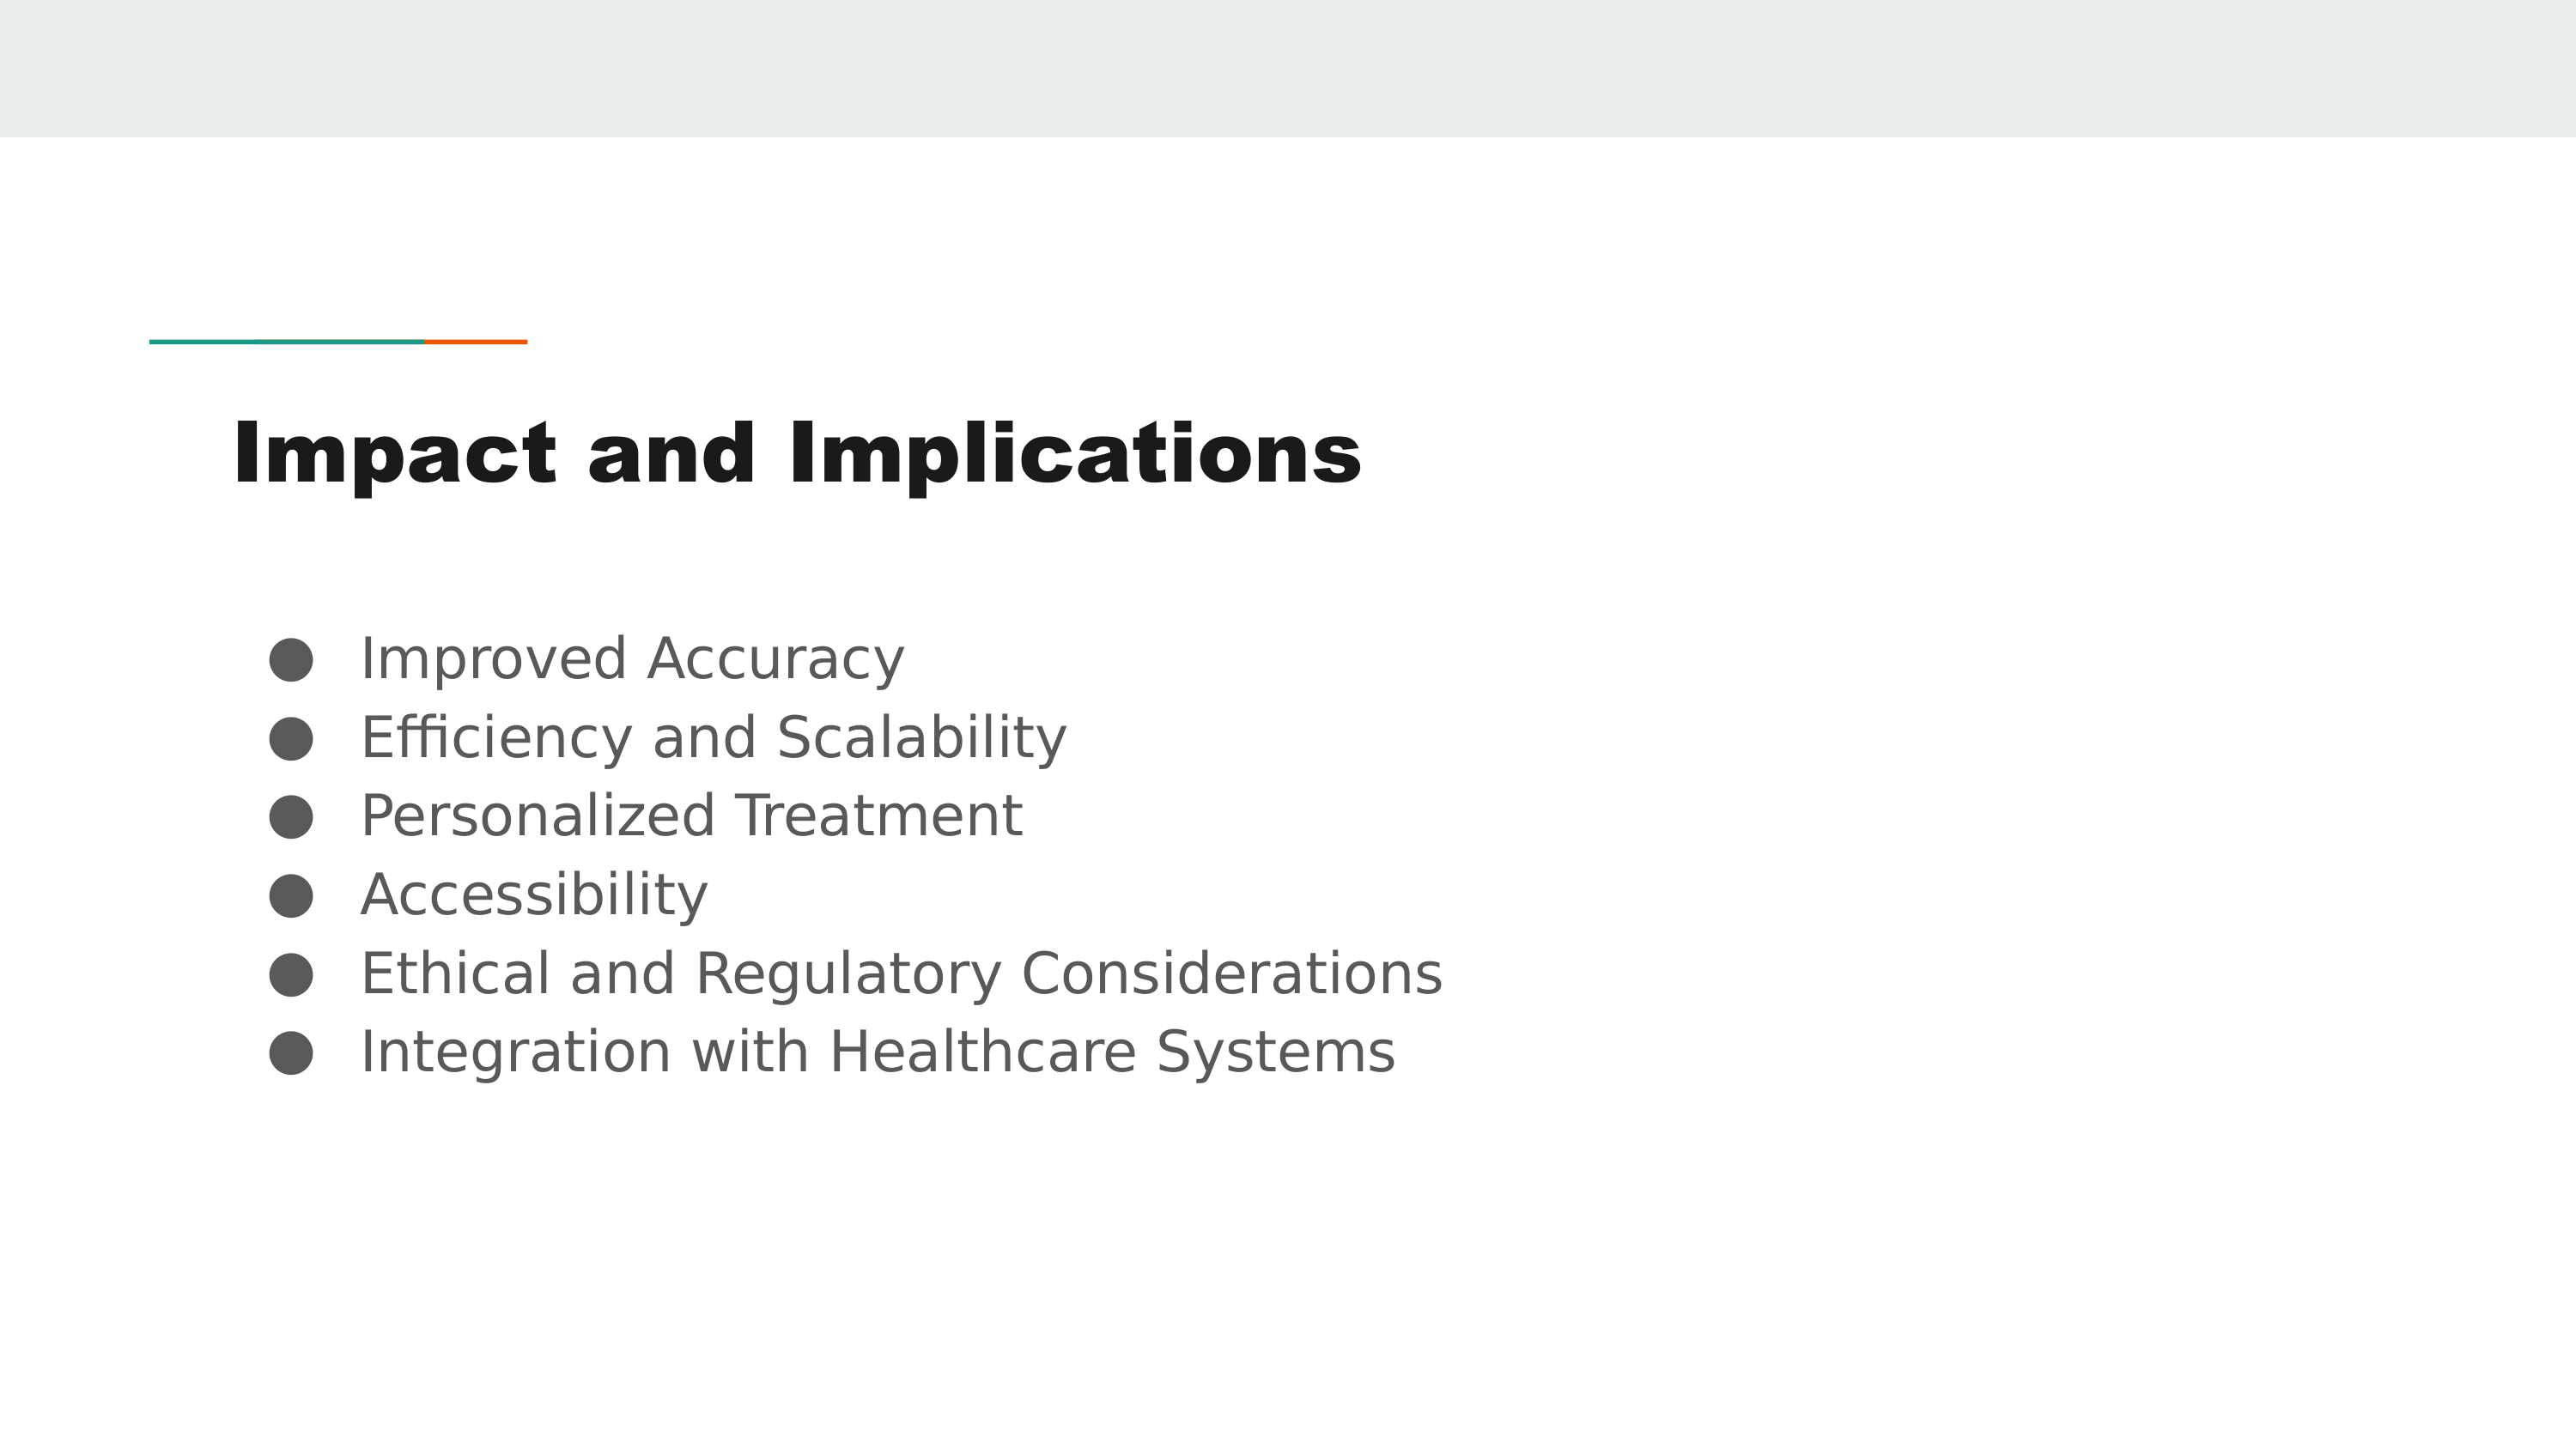 Impact and Implications
● Improved Accuracy
● Efficiency and Scalability
● Personalized Treatment
● Accessibility
● Ethical and Regulatory Considerations
● Integration with Healthcare Systems